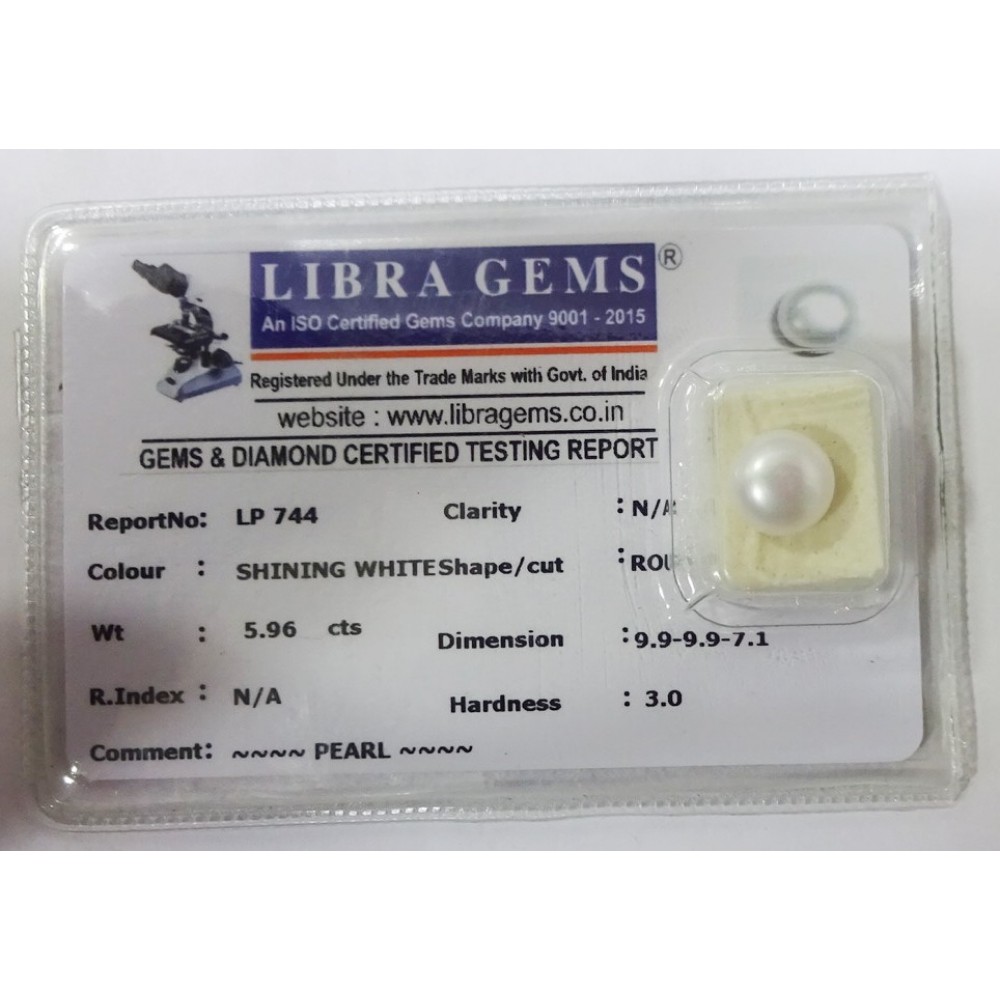 LIBRA GEMS®
An ISO Certified Gems Company 9001 - 2015
Registered Under the Trade Marks with Govt. of India
website : www.libragems.co.in
GEMS & DIAMOND CERTIFIED TESTING REPORT
ReportNo: LP 744 Clarity : N/A
Colour : SHINING WHITE Shape/cut :
Wt : 5.96 cts Dimension : 9.9-9.9-7.1
R.Index : N/A Hardness : 3.0
Comment: ~~~~ PEARL ~~~~